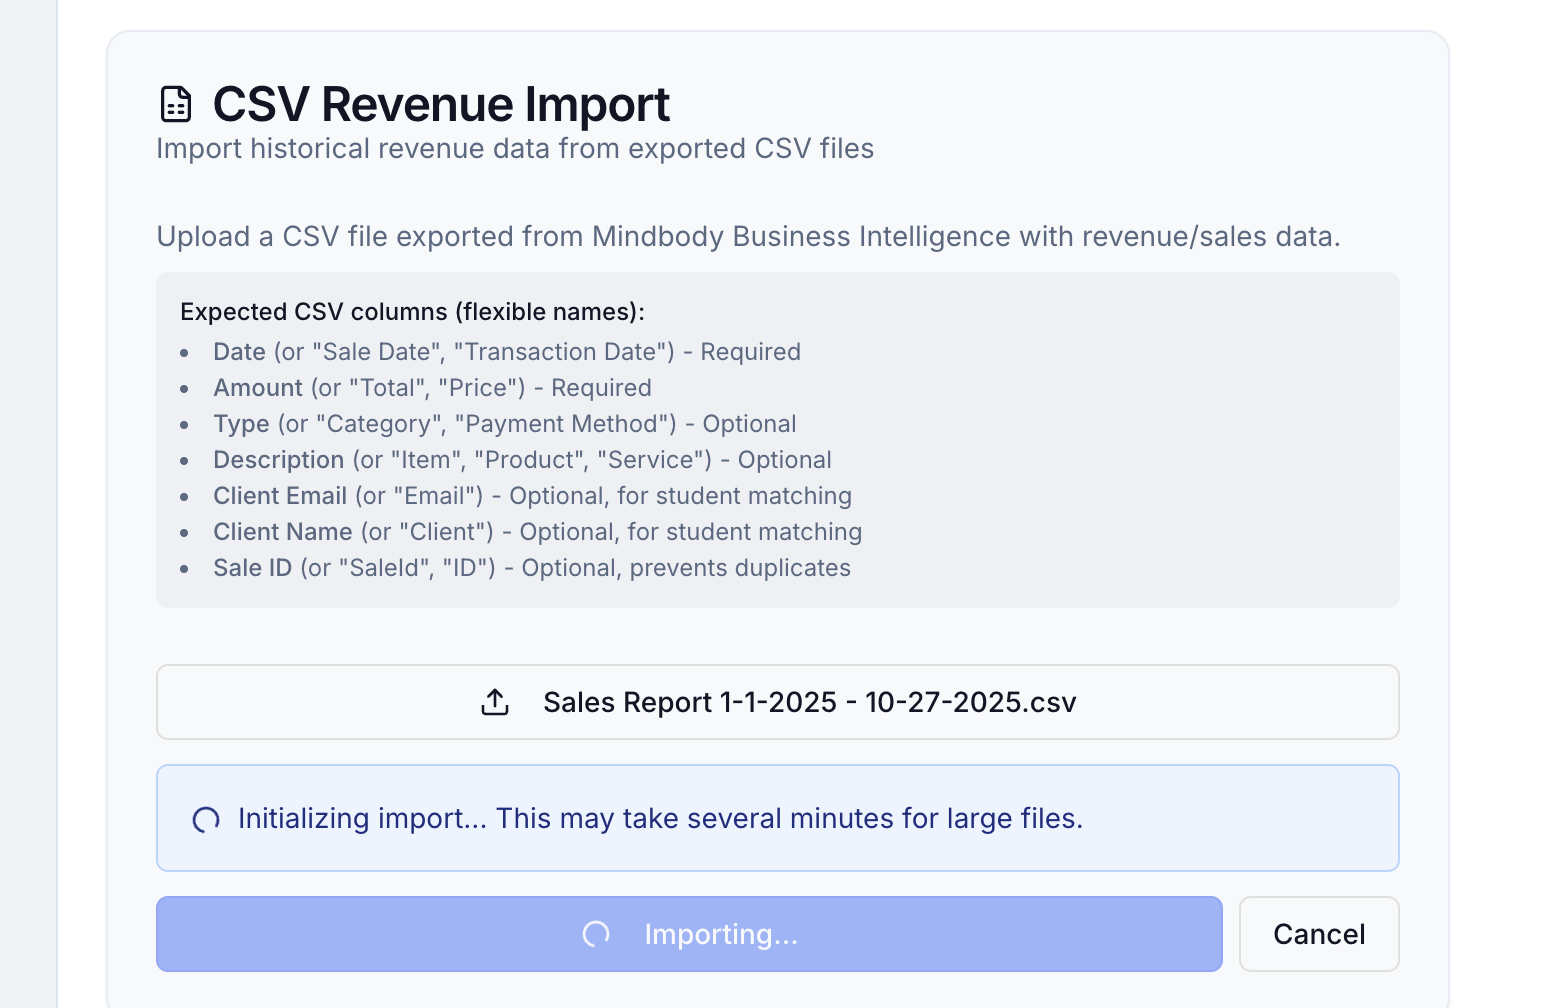 CSV Revenue Import
Import historical revenue data from exported CSV files
Upload a CSV file exported from Mindbody Business Intelligence with revenue/sales data.
Expected CSV columns (flexible names):
• Date (or "Sale Date", "Transaction Date") - Required
• Amount (or "Total", "Price") - Required
• Type (or "Category", "Payment Method") - Optional
• Description (or "Item", "Product", "Service") - Optional
• Client Email (or "Email") - Optional, for student matching
• Client Name (or "Client") - Optional, for student matching
• Sale ID (or "SaleId", "ID") - Optional, prevents duplicates
Sales Report 1-1-2025 - 10-27-2025.csv
Initializing import... This may take several minutes for large files.
Importing...
Cancel